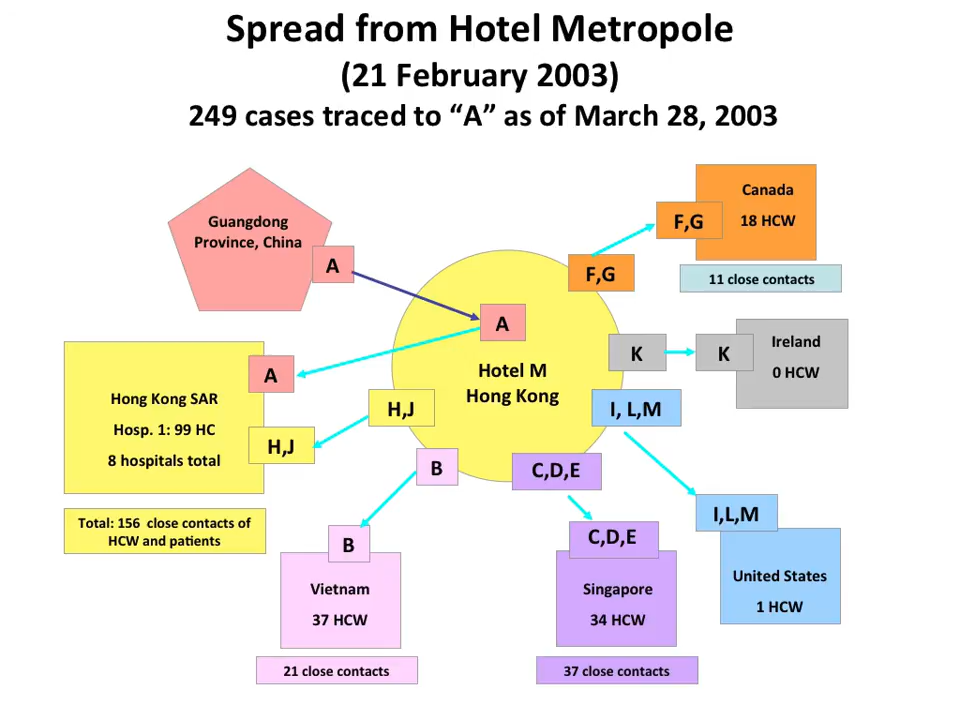 Spread from Hotel Metropole
(21 February 2003)
249 cases traced to “A” as of March 28, 2003
Guangdong
Province, China
A
Canada
18 HCW
F,G
11 close contacts
F,G
A
Hotel M
Hong Kong
K
K
Ireland
0 HCW
A
Hong Kong SAR
Hosp. 1: 99 HC
8 hospitals total
H,J
H,J
I, L,M
B
C,D,E
Total: 156 close contacts of
HCW and patients
I,L,M
United States
1 HCW
B
Vietnam
37 HCW
21 close contacts
C,D,E
Singapore
34 HCW
37 close contacts